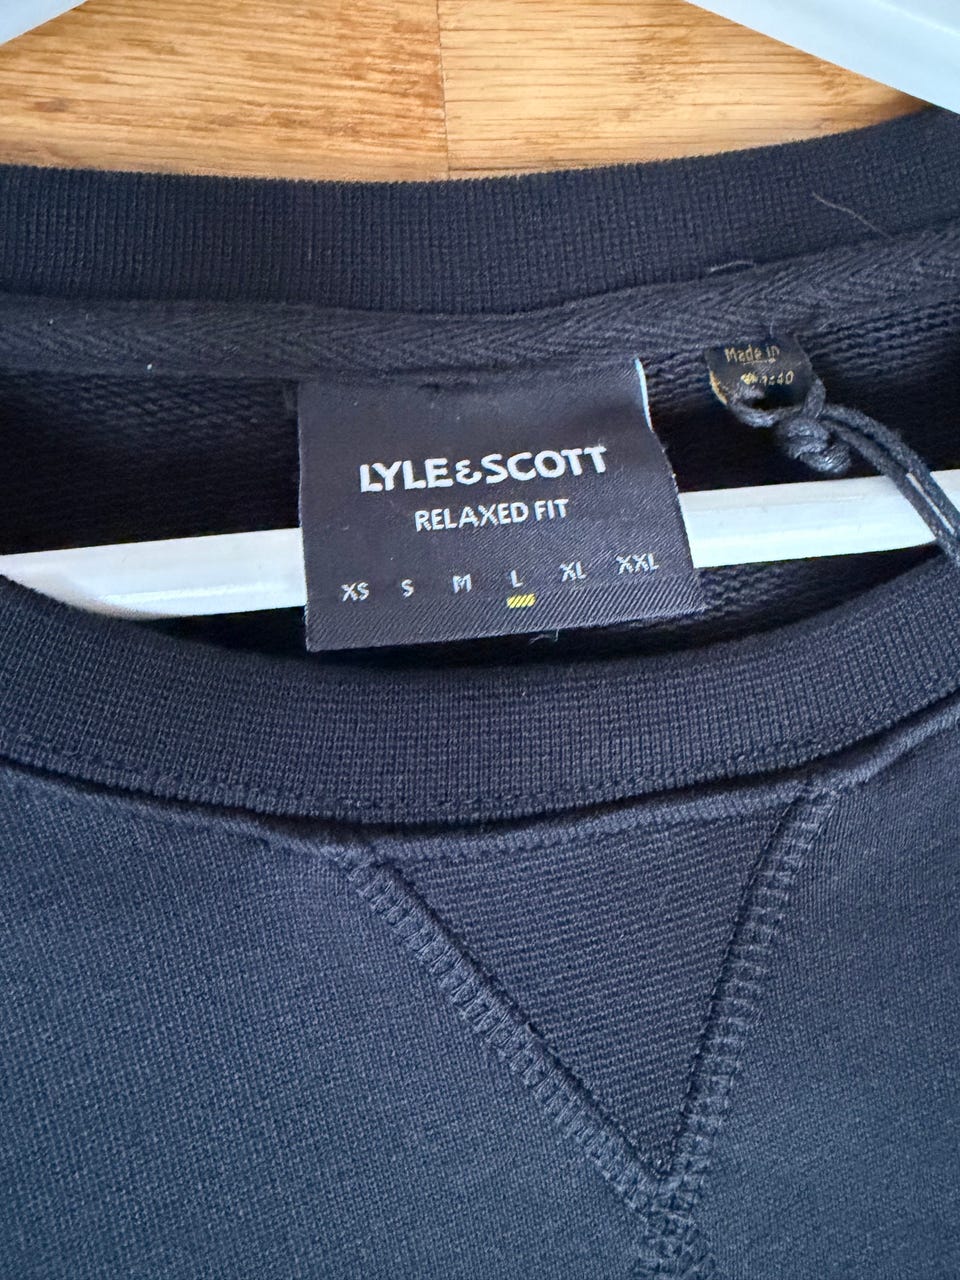 LYLE & SCOTT
RELAXED FIT
XS S M L XL XXL
Made in